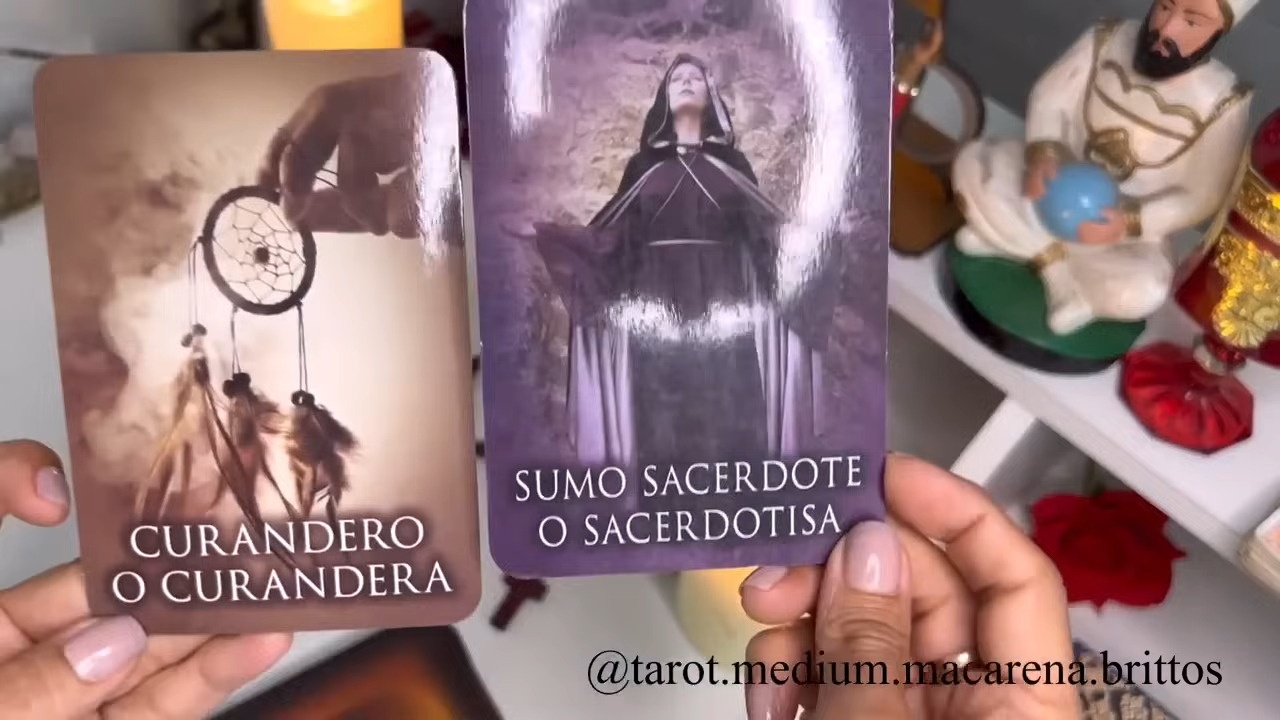 CURANDERO
O CURANDERA
SUMO SACERDOTE
O SACERDOTISA
@tarot.medium.macarena.brittos